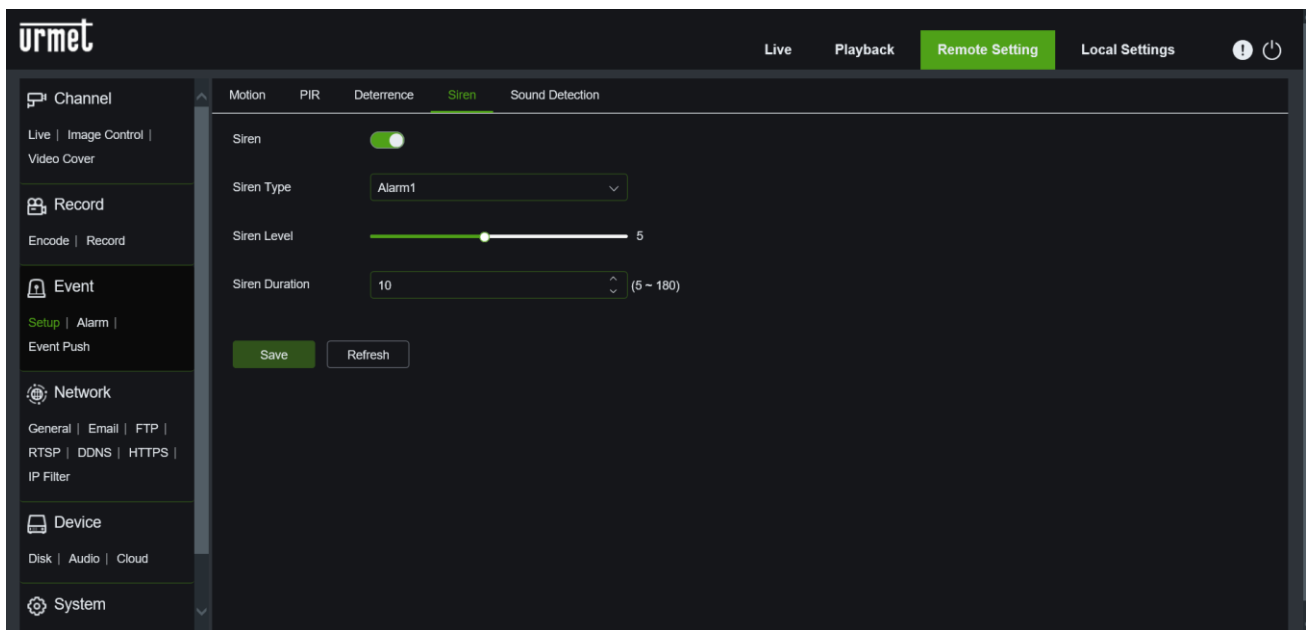 urmet
Live Playback Remote Setting Local Settings
Channel
Live | Image Control |
Video Cover
Record
Encode | Record
Event
Setup | Alarm |
Event Push
Network
General | Email | FTP |
RTSP | DDNS | HTTPS |
IP Filter
Device
Disk | Audio | Cloud
System
Motion PIR Deterrence Siren Sound Detection
Siren
Siren Type Alarm1
Siren Level 5
Siren Duration 10 (5 ~ 180)
Save Refresh